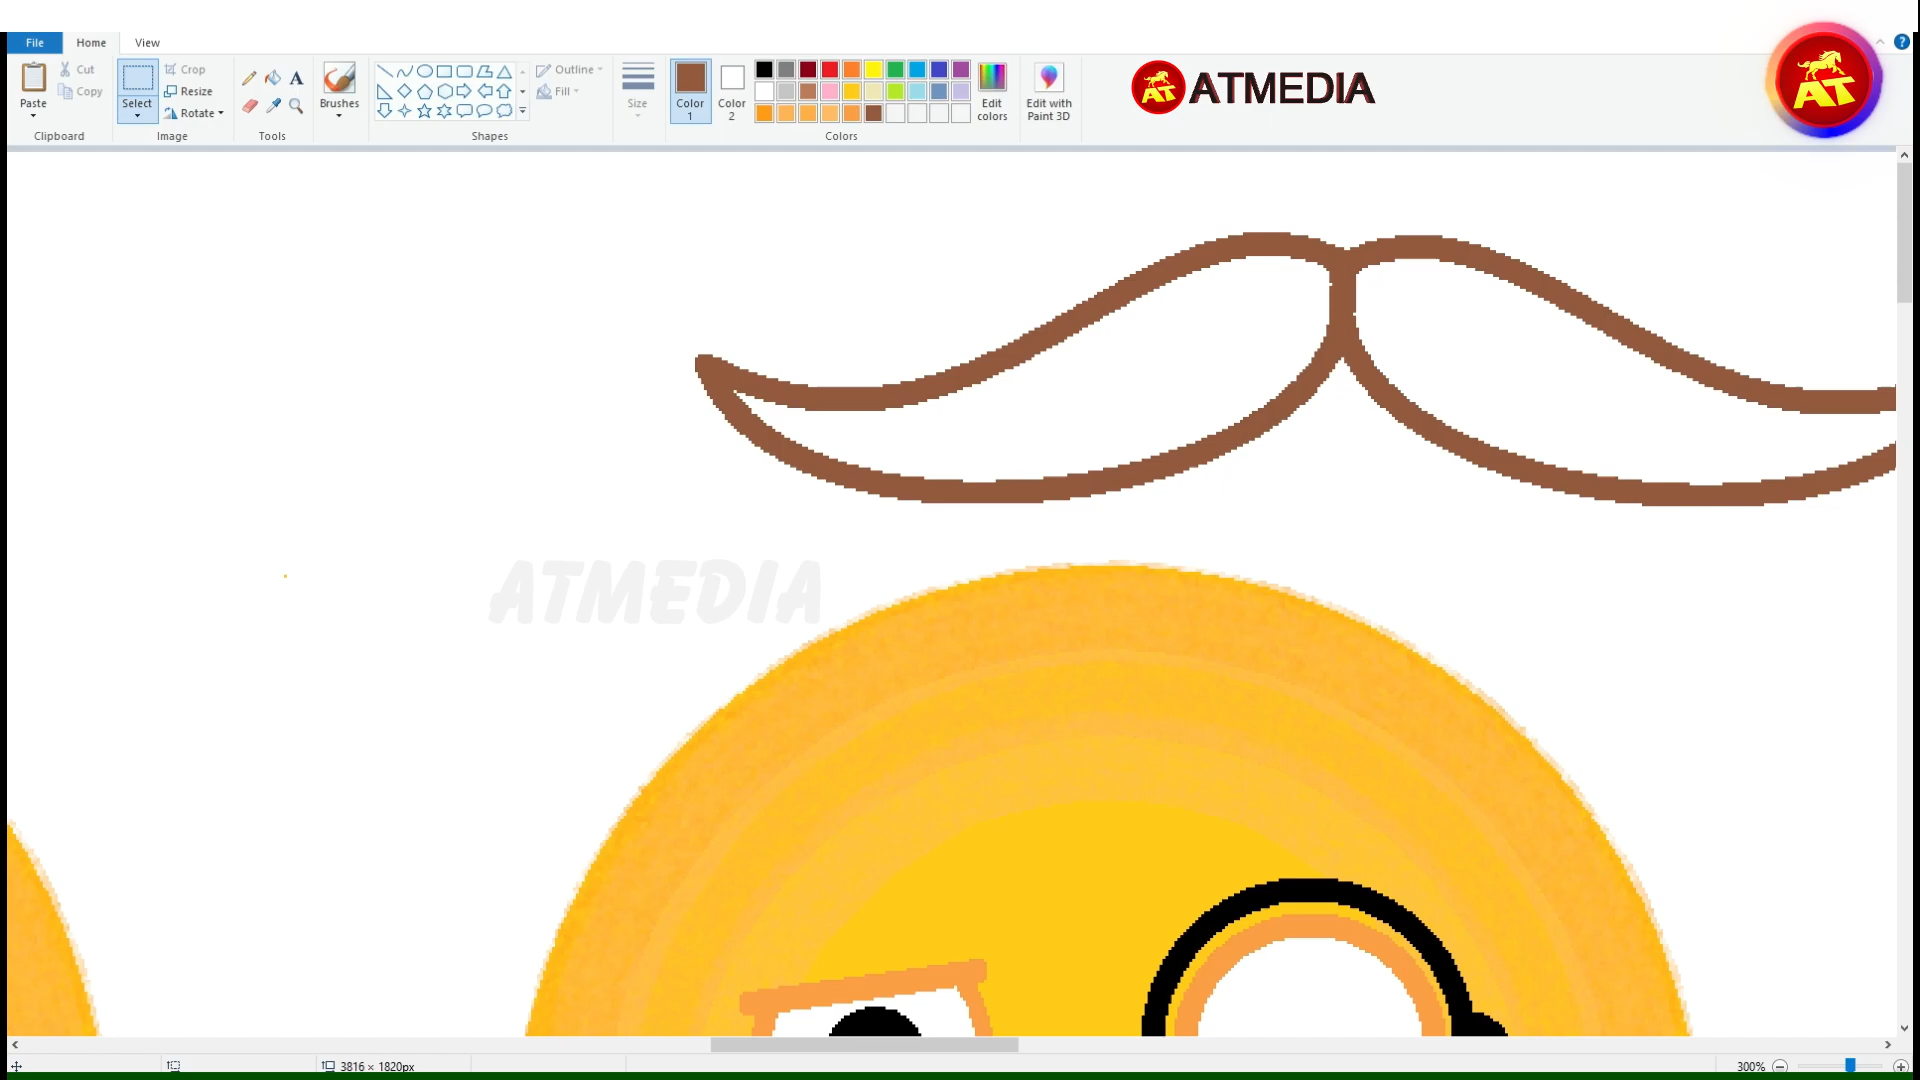 File Home View
Paste Cut Copy
Select Crop Resize Rotate
A
Brushes
Outline Fill
Size
Color 1 Color 2
Edit colors
Edit with Paint 3D
Clipboard Image Tools Shapes Colors
AT ATMEDIA
AT
?
ATMEDIA
3816 × 1820px
300%